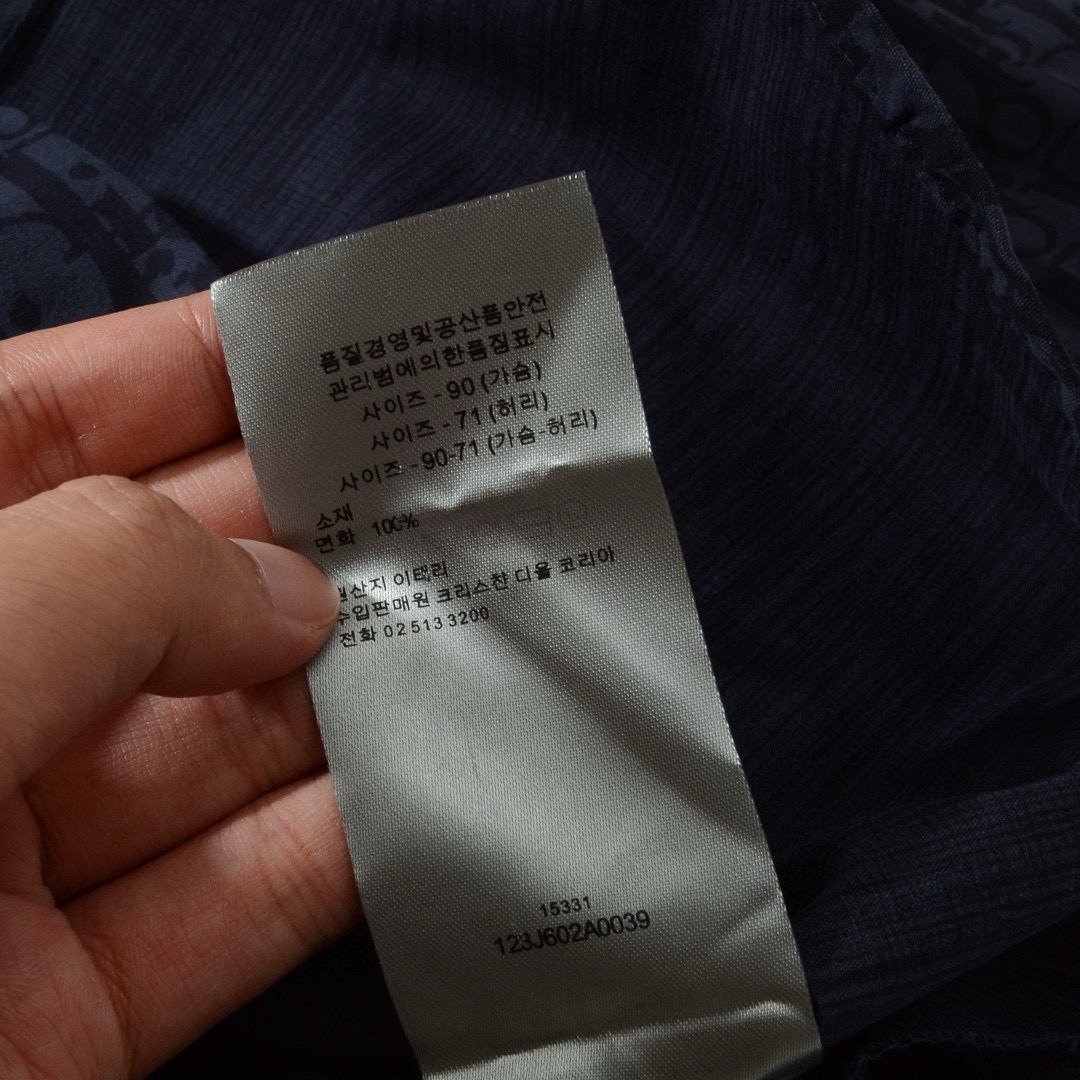 품질경영및공산품안전
관리범에의한품짐표시
사이즈 - 90 (가슴)
사이즈 - 71 (허리)
사이즈 - 90-71 (가슴-허리)
소재
면화 100%
원산지 이택리
수입판매원 크리스찬 디올 코리아
전화 02 513 3200
15331
123J602A0039